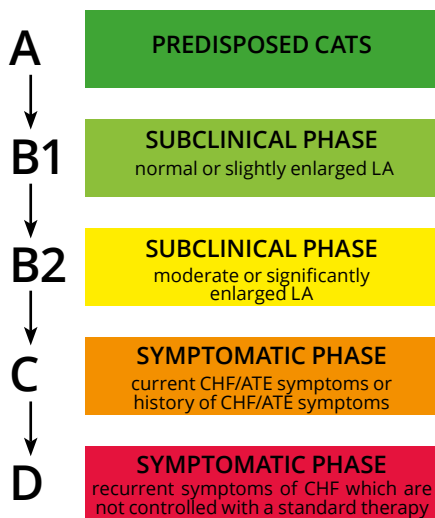 A
PREDISPOSED CATS
B1
SUBCLINICAL PHASE
normal or slightly enlarged LA
B2
SUBCLINICAL PHASE
moderate or significantly
enlarged LA
C
SYMPTOMATIC PHASE
current CHF/ATE symptoms or
history of CHF/ATE symptoms
D
SYMPTOMATIC PHASE
recurrent symptoms of CHF which are
not controlled with a standard therapy